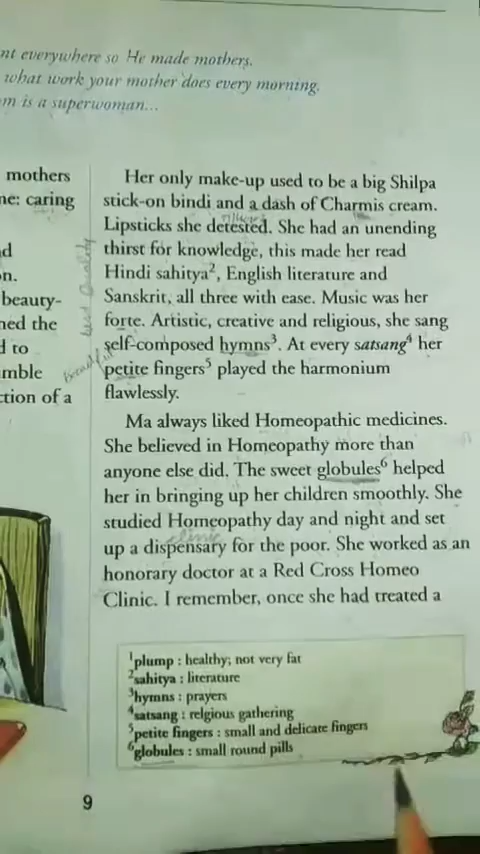 nt everywhere so He made mothers.
what work your mother does every morning.
m is a superwoman...
mothers
ne: caring
d
n.
beauty-
ned the
d to
mble
ction of a
Her only make-up used to be a big Shilpa
stick-on bindi and a dash of Charmis cream.
Lipsticks she detested. She had an unending
thirst for knowledge, this made her read
Hindi sahitya², English literature and
Sanskrit, all three with ease. Music was her
forte. Artistic, creative and religious, she sang
self-composed hymns³. At every satsang⁴ her
petite fingers⁵ played the harmonium
flawlessly.
Ma always liked Homeopathic medicines.
She believed in Homeopathy more than
anyone else did. The sweet globules⁶ helped
her in bringing up her children smoothly. She
studied Homeopathy day and night and set
clinic
up a dispensary for the poor. She worked as an
honorary doctor at a Red Cross Homeo
Clinic. I remember, once she had treated a
¹plump : healthy; not very fat
²sahitya : literature
³hymns : prayers
⁴satsang : relgious gathering
⁵petite fingers : small and delicate fingers
⁶globules : small round pills
9